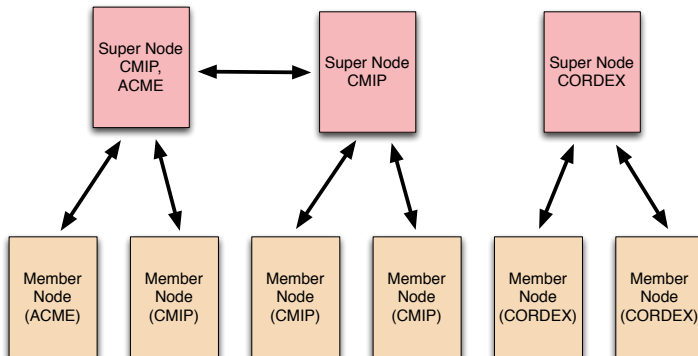 Super Node
CMIP,
ACME
Super Node
CMIP
Super Node
CORDEX
Member
Node
(ACME)
Member
Node
(CMIP)
Member
Node
(CMIP)
Member
Node
(CMIP)
Member
Node
(CORDEX)
Member
Node
(CORDEX)